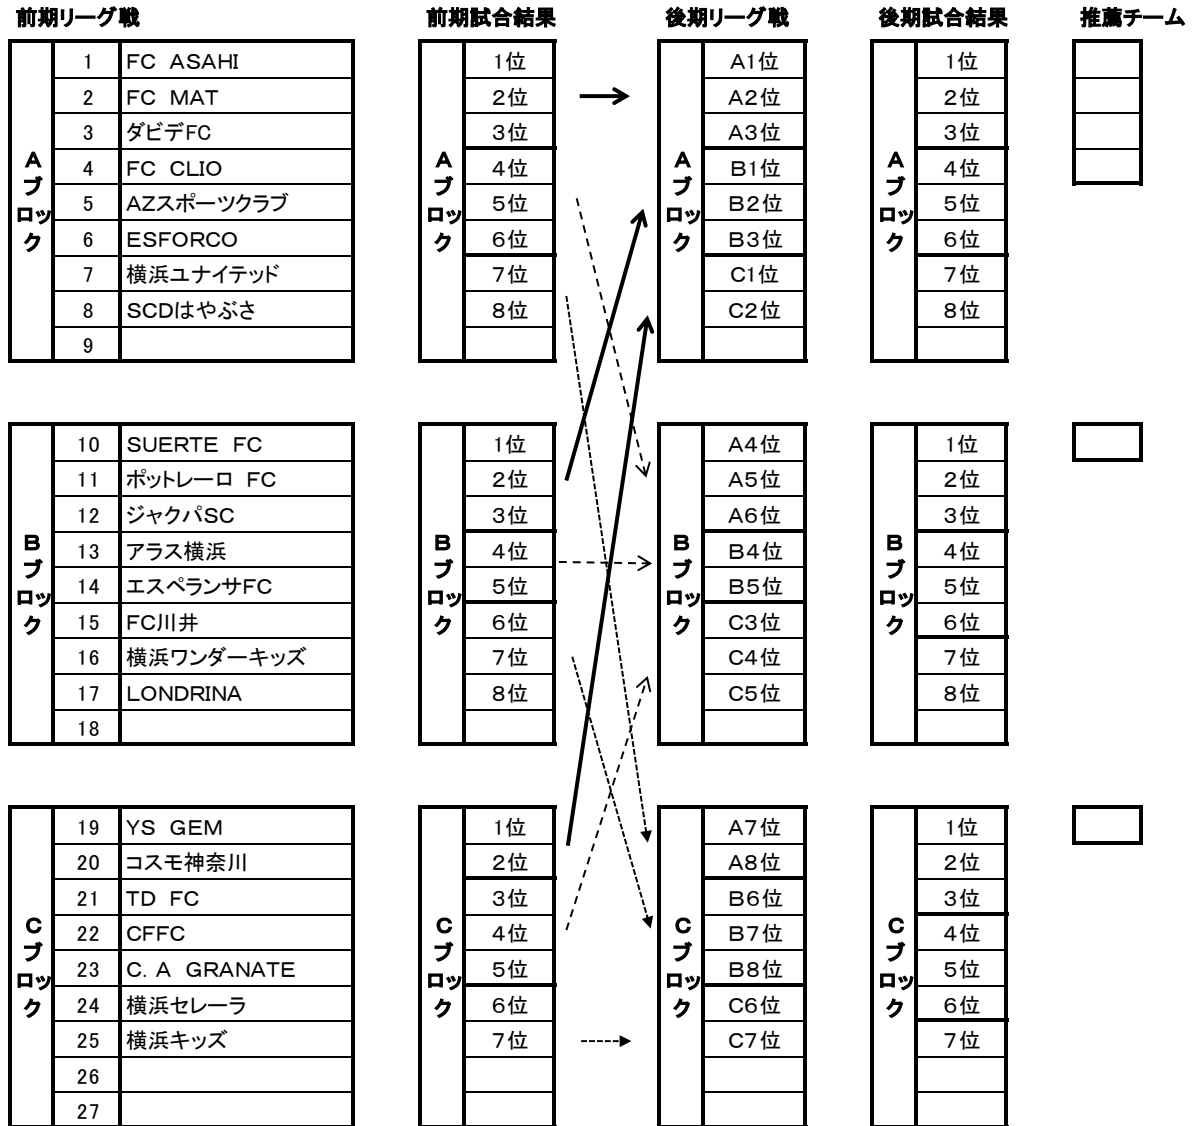 前期リーグ戦 前期試合結果 後期リーグ戦 後期試合結果 推薦チーム
Aブロック Aブロック Aブロック Aブロック
1 FC ASAHI 1位 A1位 1位
2 FC MAT 2位 A2位 2位
3 ダビデFC 3位 A3位 3位
4 FC CLIO 4位 B1位 4位
5 AZスポーツクラブ 5位 B2位 5位
6 ESFORCO 6位 B3位 6位
7 横浜ユナイテッド 7位 C1位 7位
8 SCDはやぶさ 8位 C2位 8位
9
Bブロック Bブロック Bブロック Bブロック
10 SUERTE FC 1位 A4位 1位
11 ポットレーロ FC 2位 A5位 2位
12 ジャクパSC 3位 A6位 3位
13 アラス横浜 4位 B4位 4位
14 エスペランサFC 5位 B5位 5位
15 FC川井 6位 C3位 6位
16 横浜ワンダーキッズ 7位 C4位 7位
17 LONDRINA 8位 C5位 8位
18
Cブロック Cブロック Cブロック Cブロック
19 YS GEM 1位 A7位 1位
20 コスモ神奈川 2位 A8位 2位
21 TD FC 3位 B6位 3位
22 CFFC 4位 B7位 4位
23 C. A GRANATE 5位 B8位 5位
24 横浜セレーラ 6位 C6位 6位
25 横浜キッズ 7位 C7位 7位
26
27